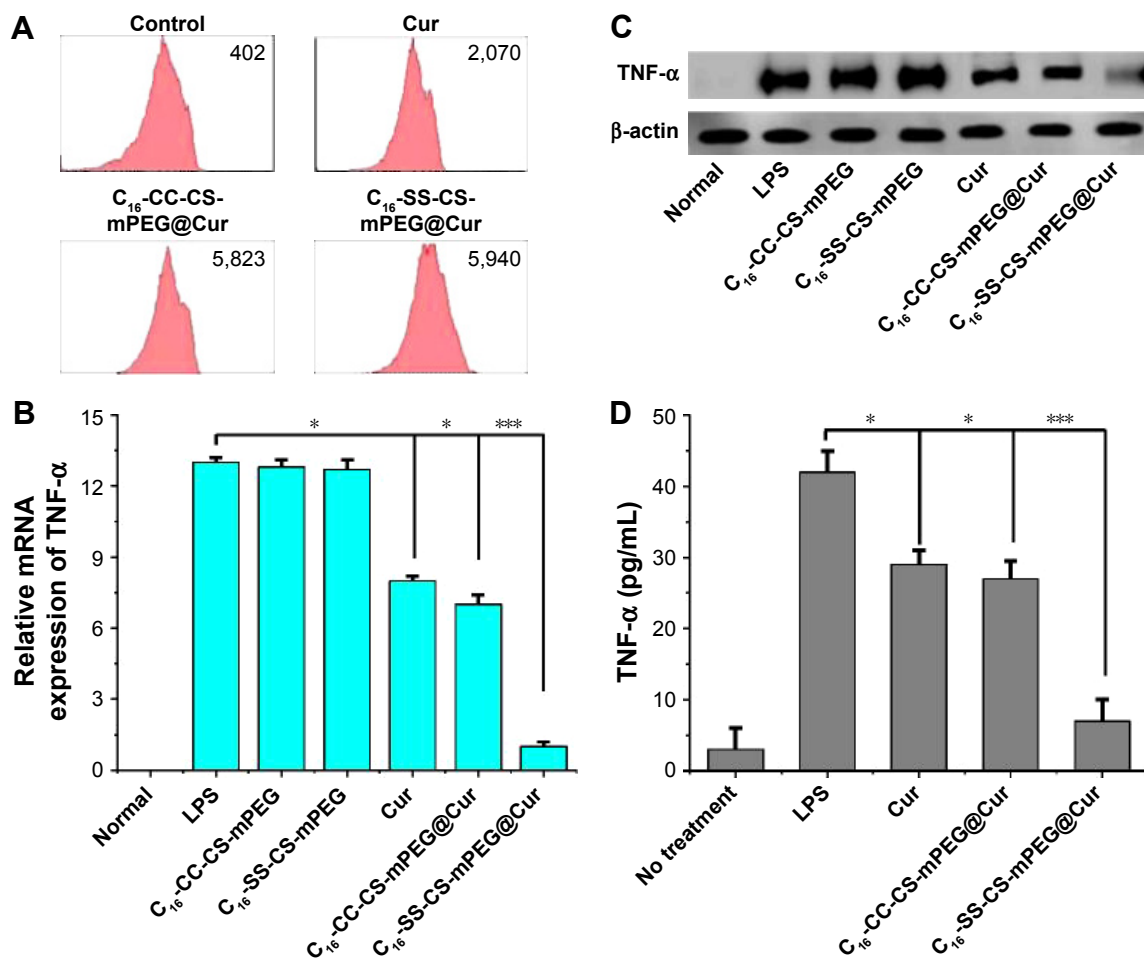 A
Control
402
Cur
2,070
C₁₆-CC-CS-
mPEG@Cur
5,823
C₁₆-SS-CS-
mPEG@Cur
5,940
B
15
12
9
6
3
0
Relative mRNA
expression of TNF-α
* * ***
Normal
LPS
C₁₆-CC-CS-mPEG
C₁₆-SS-CS-mPEG
Cur
C₁₆-CC-CS-mPEG@Cur
C₁₆-SS-CS-mPEG@Cur
C
TNF-α
β-actin
Normal
LPS
C₁₆-CC-CS-mPEG
C₁₆-SS-CS-mPEG
Cur
C₁₆-CC-CS-mPEG@Cur
C₁₆-SS-CS-mPEG@Cur
D
50
40
30
20
10
0
TNF-α (pg/mL)
* * ***
No treatment
LPS
Cur
C₁₆-CC-CS-mPEG@Cur
C₁₆-SS-CS-mPEG@Cur